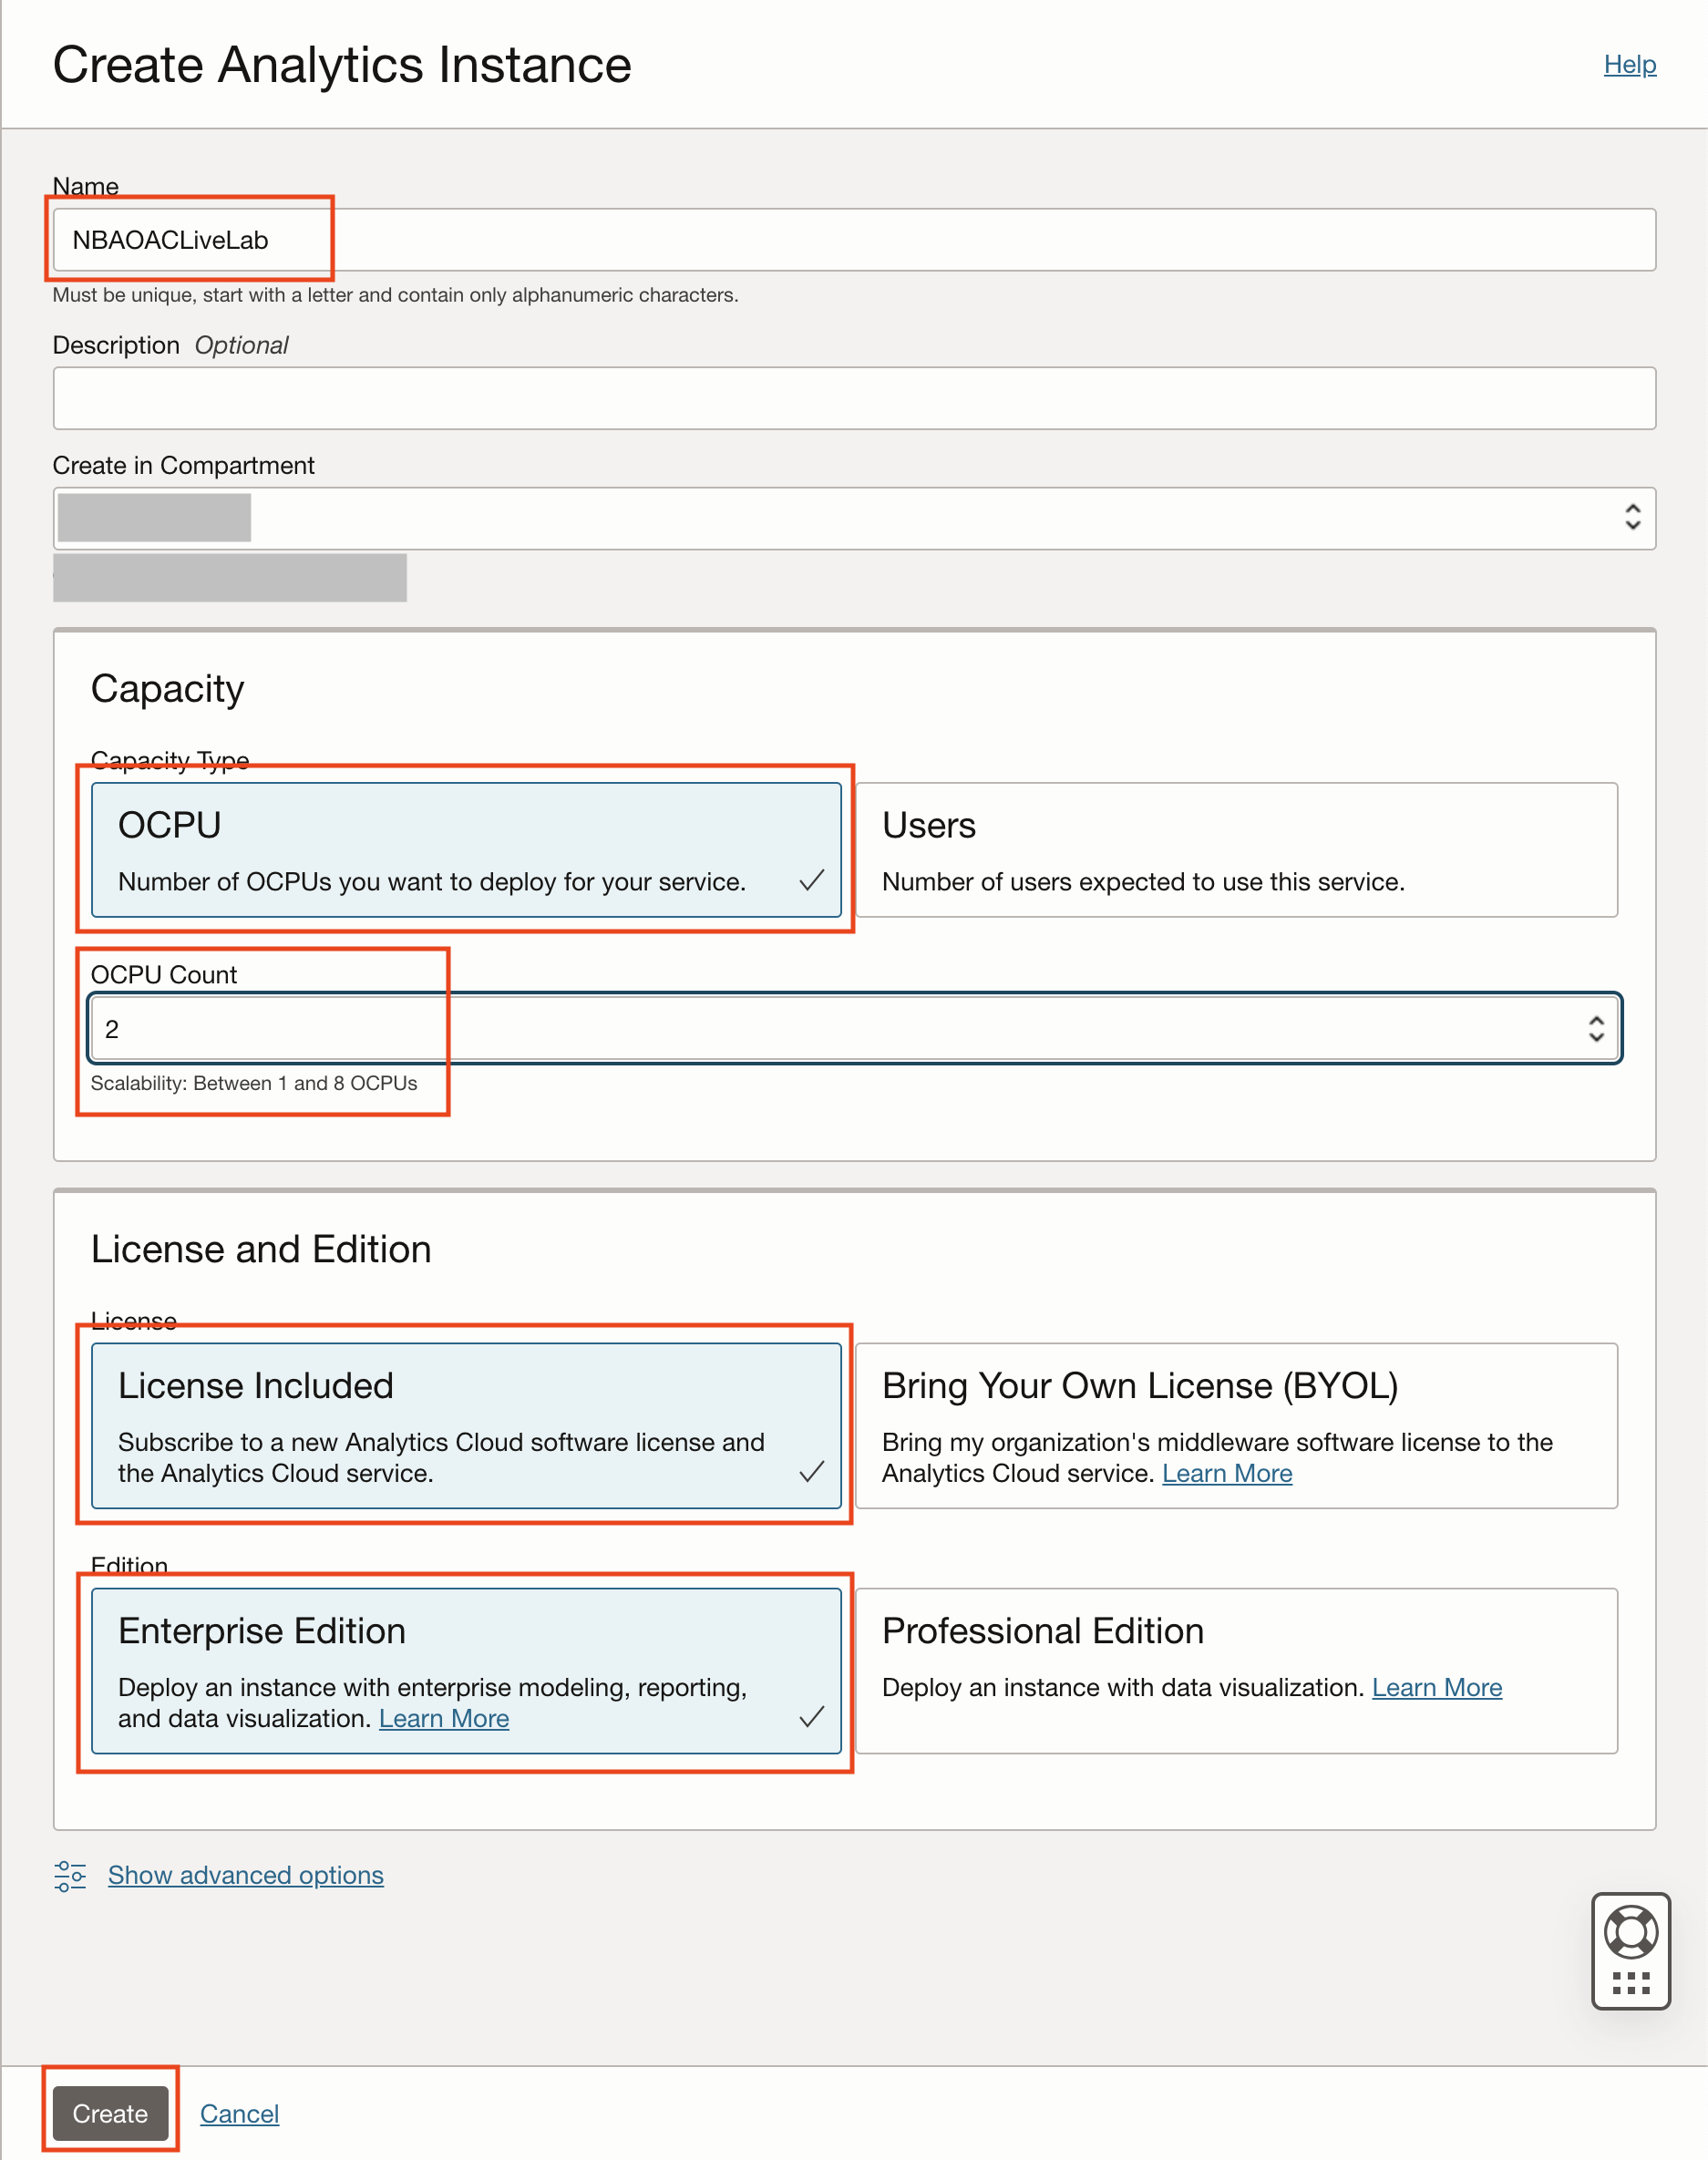 Create Analytics Instance
Help
Name
NBAOACLiveLab
Must be unique, start with a letter and contain only alphanumeric characters.
Description Optional
Create in Compartment
Capacity
Capacity Type
OCPU
Number of OCPUs you want to deploy for your service.
Users
Number of users expected to use this service.
OCPU Count
2
Scalability: Between 1 and 8 OCPUs
License and Edition
License
License Included
Subscribe to a new Analytics Cloud software license and
the Analytics Cloud service.
Bring Your Own License (BYOL)
Bring my organization's middleware software license to the
Analytics Cloud service. Learn More
Edition
Enterprise Edition
Deploy an instance with enterprise modeling, reporting,
and data visualization. Learn More
Professional Edition
Deploy an instance with data visualization. Learn More
Show advanced options
Create
Cancel